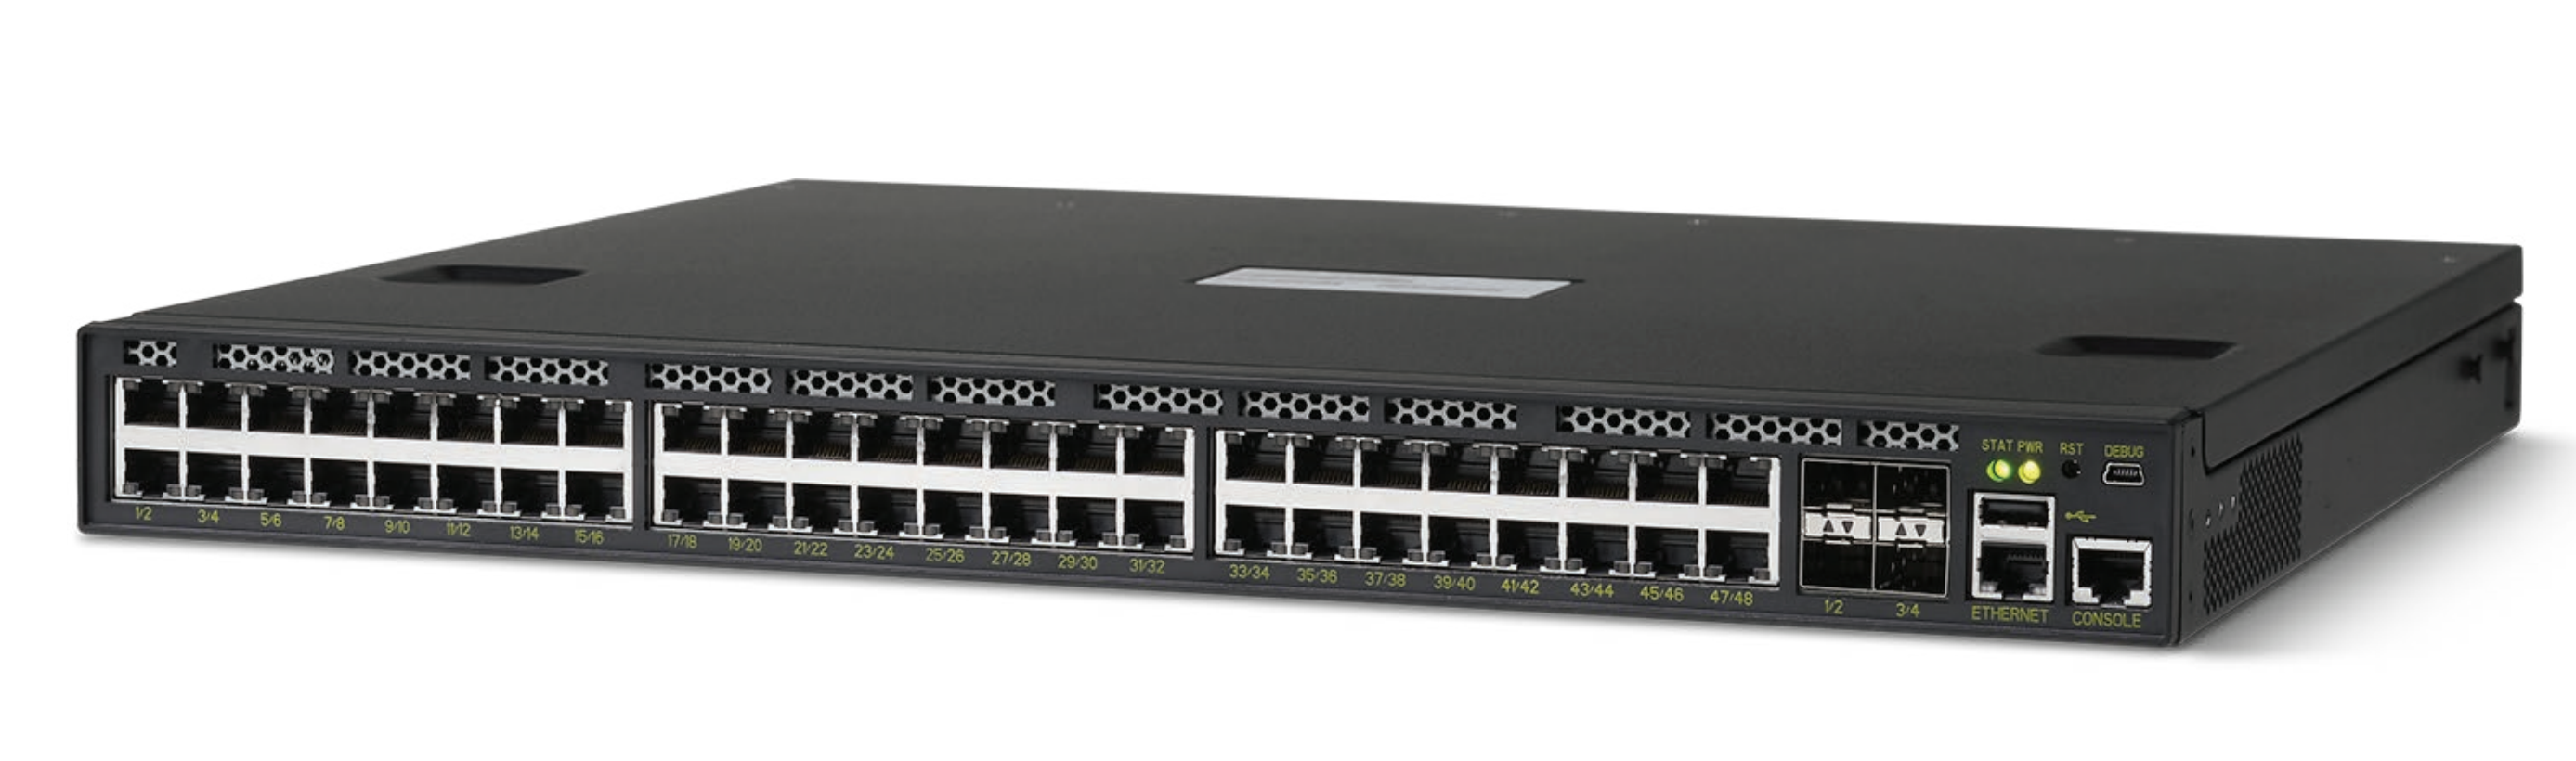 STAT PWR RST DEBUG
1/2 3/4 5/6 7/8 9/10 11/12 13/14 15/16
17/18 19/20 21/22 23/24 25/26 27/28 29/30 31/32
33/34 35/36 37/38 39/40 41/42 43/44 45/46 47/48
1/2 3/4
ETHERNET CONSOLE